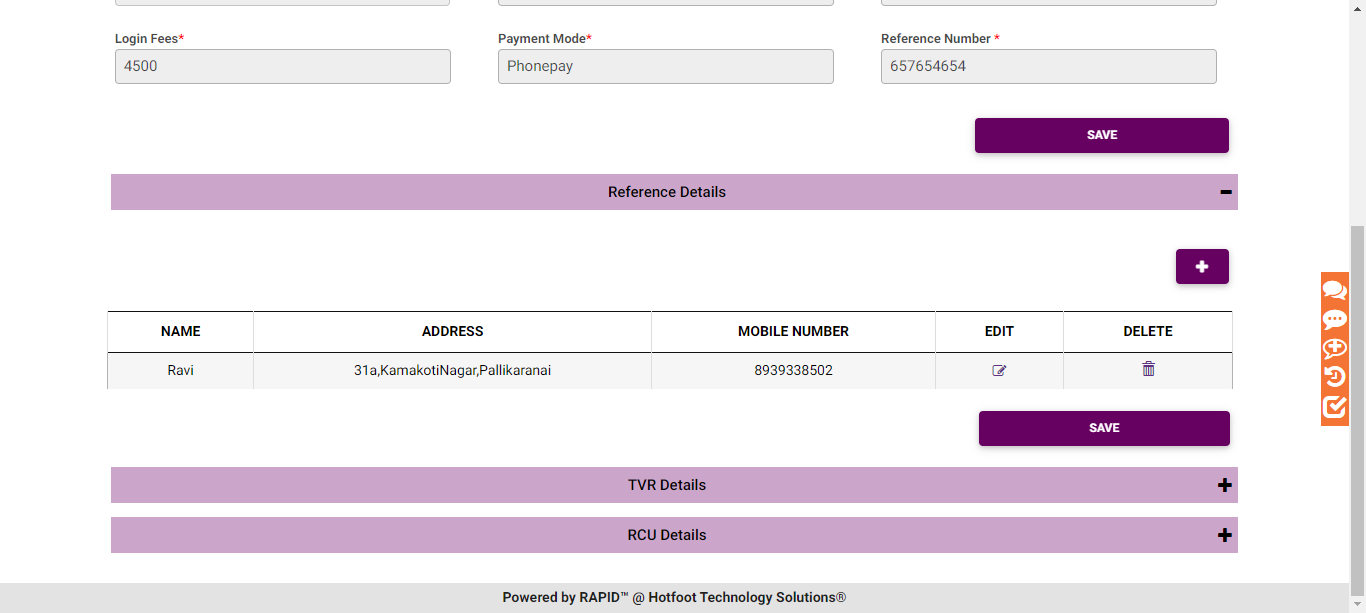 Login Fees* Payment Mode* Reference Number *
4500 Phonepay 657654654
SAVE
Reference Details
NAME ADDRESS MOBILE NUMBER EDIT DELETE
Ravi 31a,KamakotiNagar,Pallikaranai 8939338502
SAVE
TVR Details
RCU Details
Powered by RAPID™ @ Hotfoot Technology Solutions®